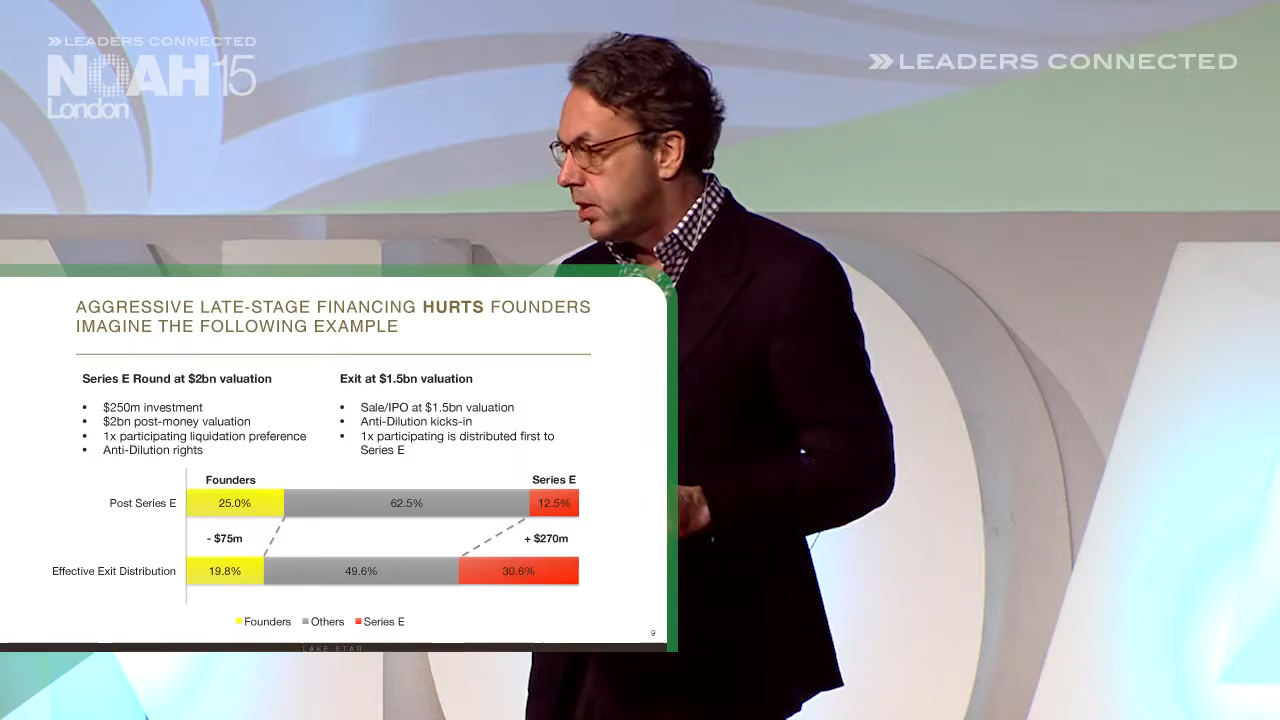 LEADERS CONNECTED
NOAH15
London
LEADERS CONNECTED
AGGRESSIVE LATE-STAGE FINANCING HURTS FOUNDERS
IMAGINE THE FOLLOWING EXAMPLE
Series E Round at $2bn valuation
• $250m investment
• $2bn post-money valuation
• 1x participating liquidation preference
• Anti-Dilution rights
Exit at $1.5bn valuation
• Sale/IPO at $1.5bn valuation
• Anti-Dilution kicks-in
• 1x participating is distributed first to
Series E
Founders Series E
Post Series E 25.0% 62.5% 12.5%
- $75m + $270m
Effective Exit Distribution 19.8% 49.6% 30.6%
Founders Others Series E
9
LAKE STAR